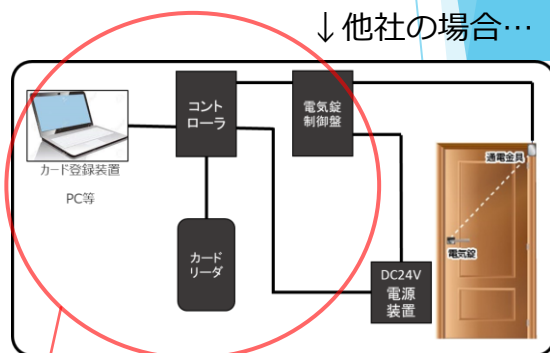 ↓他社の場合…
コント
ローラ
電気錠
制御盤
通電金具
カード登録装置
PC等
カード
リーダ
電気錠
DC24V
電源
装置